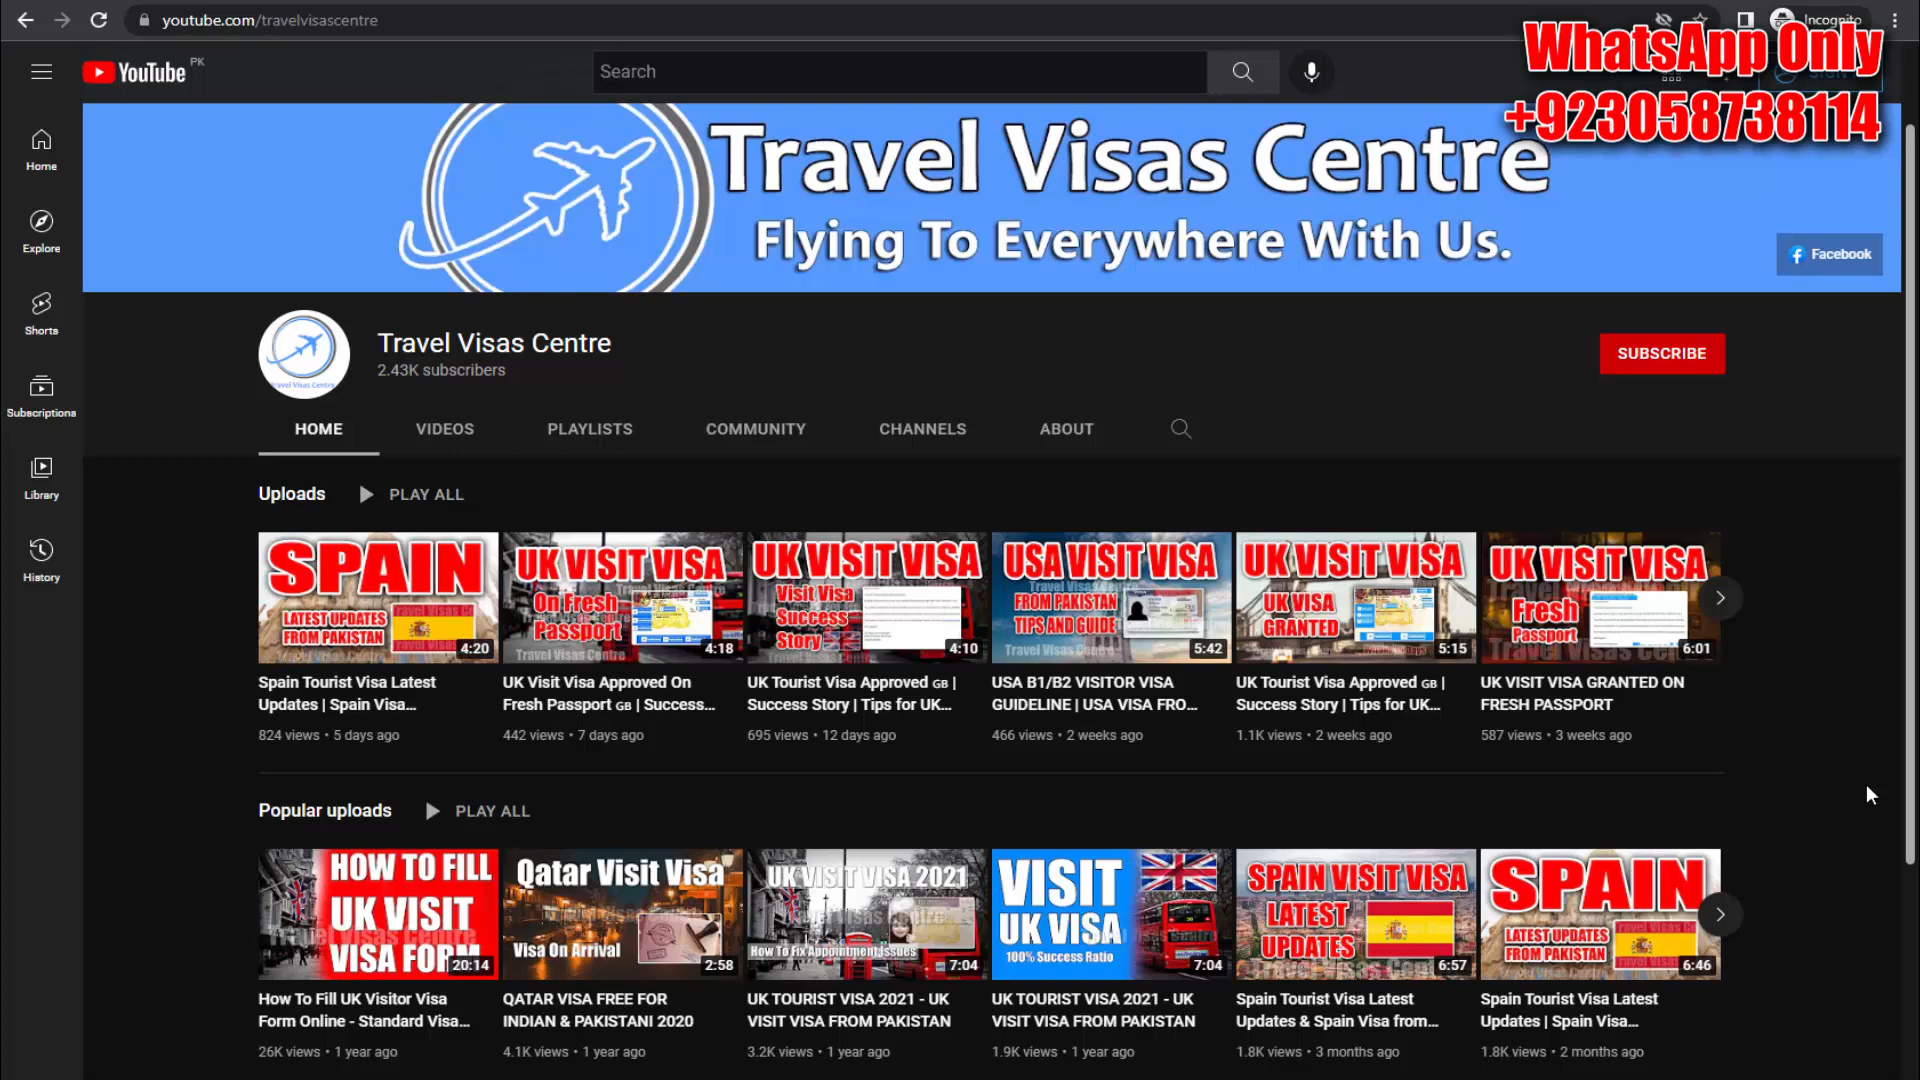 youtube.com/travelvisascentre
Incognito
WhatsApp Only
+923058738114
YouTube PK
Search
Home
Explore
Shorts
Subscriptions
Library
History
Travel Visas Centre
Flying To Everywhere With Us.
Facebook
Travel Visas Centre
2.43K subscribers
SUBSCRIBE
HOME VIDEOS PLAYLISTS COMMUNITY CHANNELS ABOUT
Uploads PLAY ALL
SPAIN
LATEST UPDATES
FROM PAKISTAN
4:20
Spain Tourist Visa Latest
Updates | Spain Visa...
824 views • 5 days ago
UK VISIT VISA
On Fresh
Passport
Travel Visas Centre
4:18
UK Visit Visa Approved On
Fresh Passport GB | Success...
442 views • 7 days ago
UK VISIT VISA
Visit Visa
Success
Story
4:10
UK Tourist Visa Approved GB |
Success Story | Tips for UK...
695 views • 12 days ago
USA VISIT VISA
FROM PAKISTAN
TIPS AND GUIDE
Travel Visas Centre
5:42
USA B1/B2 VISITOR VISA
GUIDELINE | USA VISA FRO...
466 views • 2 weeks ago
UK VISIT VISA
UK VISA
GRANTED
5:15
UK Tourist Visa Approved GB |
Success Story | Tips for UK...
1.1K views • 2 weeks ago
UK VISIT VISA
Fresh
Passport
6:01
UK VISIT VISA GRANTED ON
FRESH PASSPORT
587 views • 3 weeks ago
Popular uploads PLAY ALL
HOW TO FILL
UK VISIT
VISA FORM
20:14
How To Fill UK Visitor Visa
Form Online - Standard Visa...
26K views • 1 year ago
Qatar Visit Visa
Visa On Arrival
2:58
QATAR VISA FREE FOR
INDIAN & PAKISTANI 2020
4.1K views • 1 year ago
UK VISIT VISA 2021
How To Fix Appointment Issues
7:04
UK TOURIST VISA 2021 - UK
VISIT VISA FROM PAKISTAN
3.2K views • 1 year ago
VISIT
UK VISA
100% Success Ratio
7:04
UK TOURIST VISA 2021 - UK
VISIT VISA FROM PAKISTAN
1.9K views • 1 year ago
SPAIN VISIT VISA
LATEST
UPDATES
6:57
Spain Tourist Visa Latest
Updates & Spain Visa from...
1.8K views • 3 months ago
SPAIN
LATEST UPDATES
FROM PAKISTAN
6:46
Spain Tourist Visa Latest
Updates | Spain Visa...
1.8K views • 2 months ago